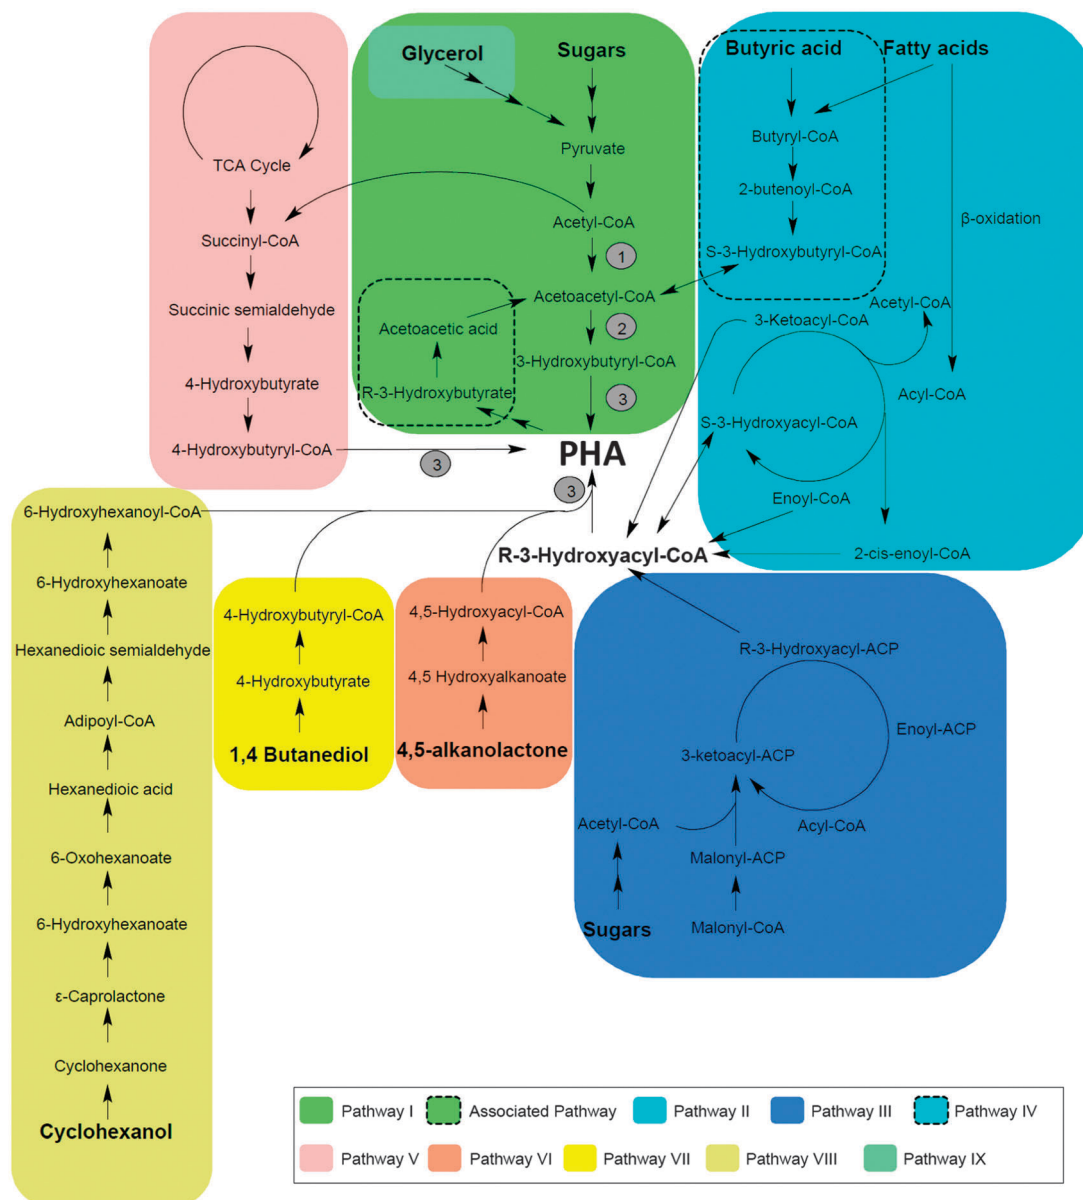 Glycerol
Sugars
Butyric acid
Fatty acids
Pyruvate
Butyryl-CoA
TCA Cycle
2-butenoyl-CoA
Acetyl-CoA
β-oxidation
Succinyl-CoA
1
S-3-Hydroxybutyryl-CoA
Acetoacetyl-CoA
Acetyl-CoA
Succinic semialdehyde
Acetoacetic acid
2
3-Ketoacyl-CoA
3-Hydroxybutyryl-CoA
4-Hydroxybutyrate
R-3-Hydroxybutyrate
3
Acyl-CoA
S-3-Hydroxyacyl-CoA
4-Hydroxybutyryl-CoA
3
PHA
3
Enoyl-CoA
6-Hydroxyhexanoyl-CoA
R-3-Hydroxyacyl-CoA
2-cis-enoyl-CoA
6-Hydroxyhexanoate
4-Hydroxybutyryl-CoA
4,5-Hydroxyacyl-CoA
Hexanedioic semialdehyde
R-3-Hydroxyacyl-ACP
4-Hydroxybutyrate
4,5 Hydroxyalkanoate
Adipoyl-CoA
Enoyl-ACP
1,4 Butanediol
4,5-alkanolactone
3-ketoacyl-ACP
Hexanedioic acid
Acetyl-CoA
Acyl-CoA
6-Oxohexanoate
Malonyl-ACP
6-Hydroxyhexanoate
Sugars
Malonyl-CoA
ε-Caprolactone
Cyclohexanone
Cyclohexanol
Pathway I
Associated Pathway
Pathway II
Pathway III
Pathway IV
Pathway V
Pathway VI
Pathway VII
Pathway VIII
Pathway IX